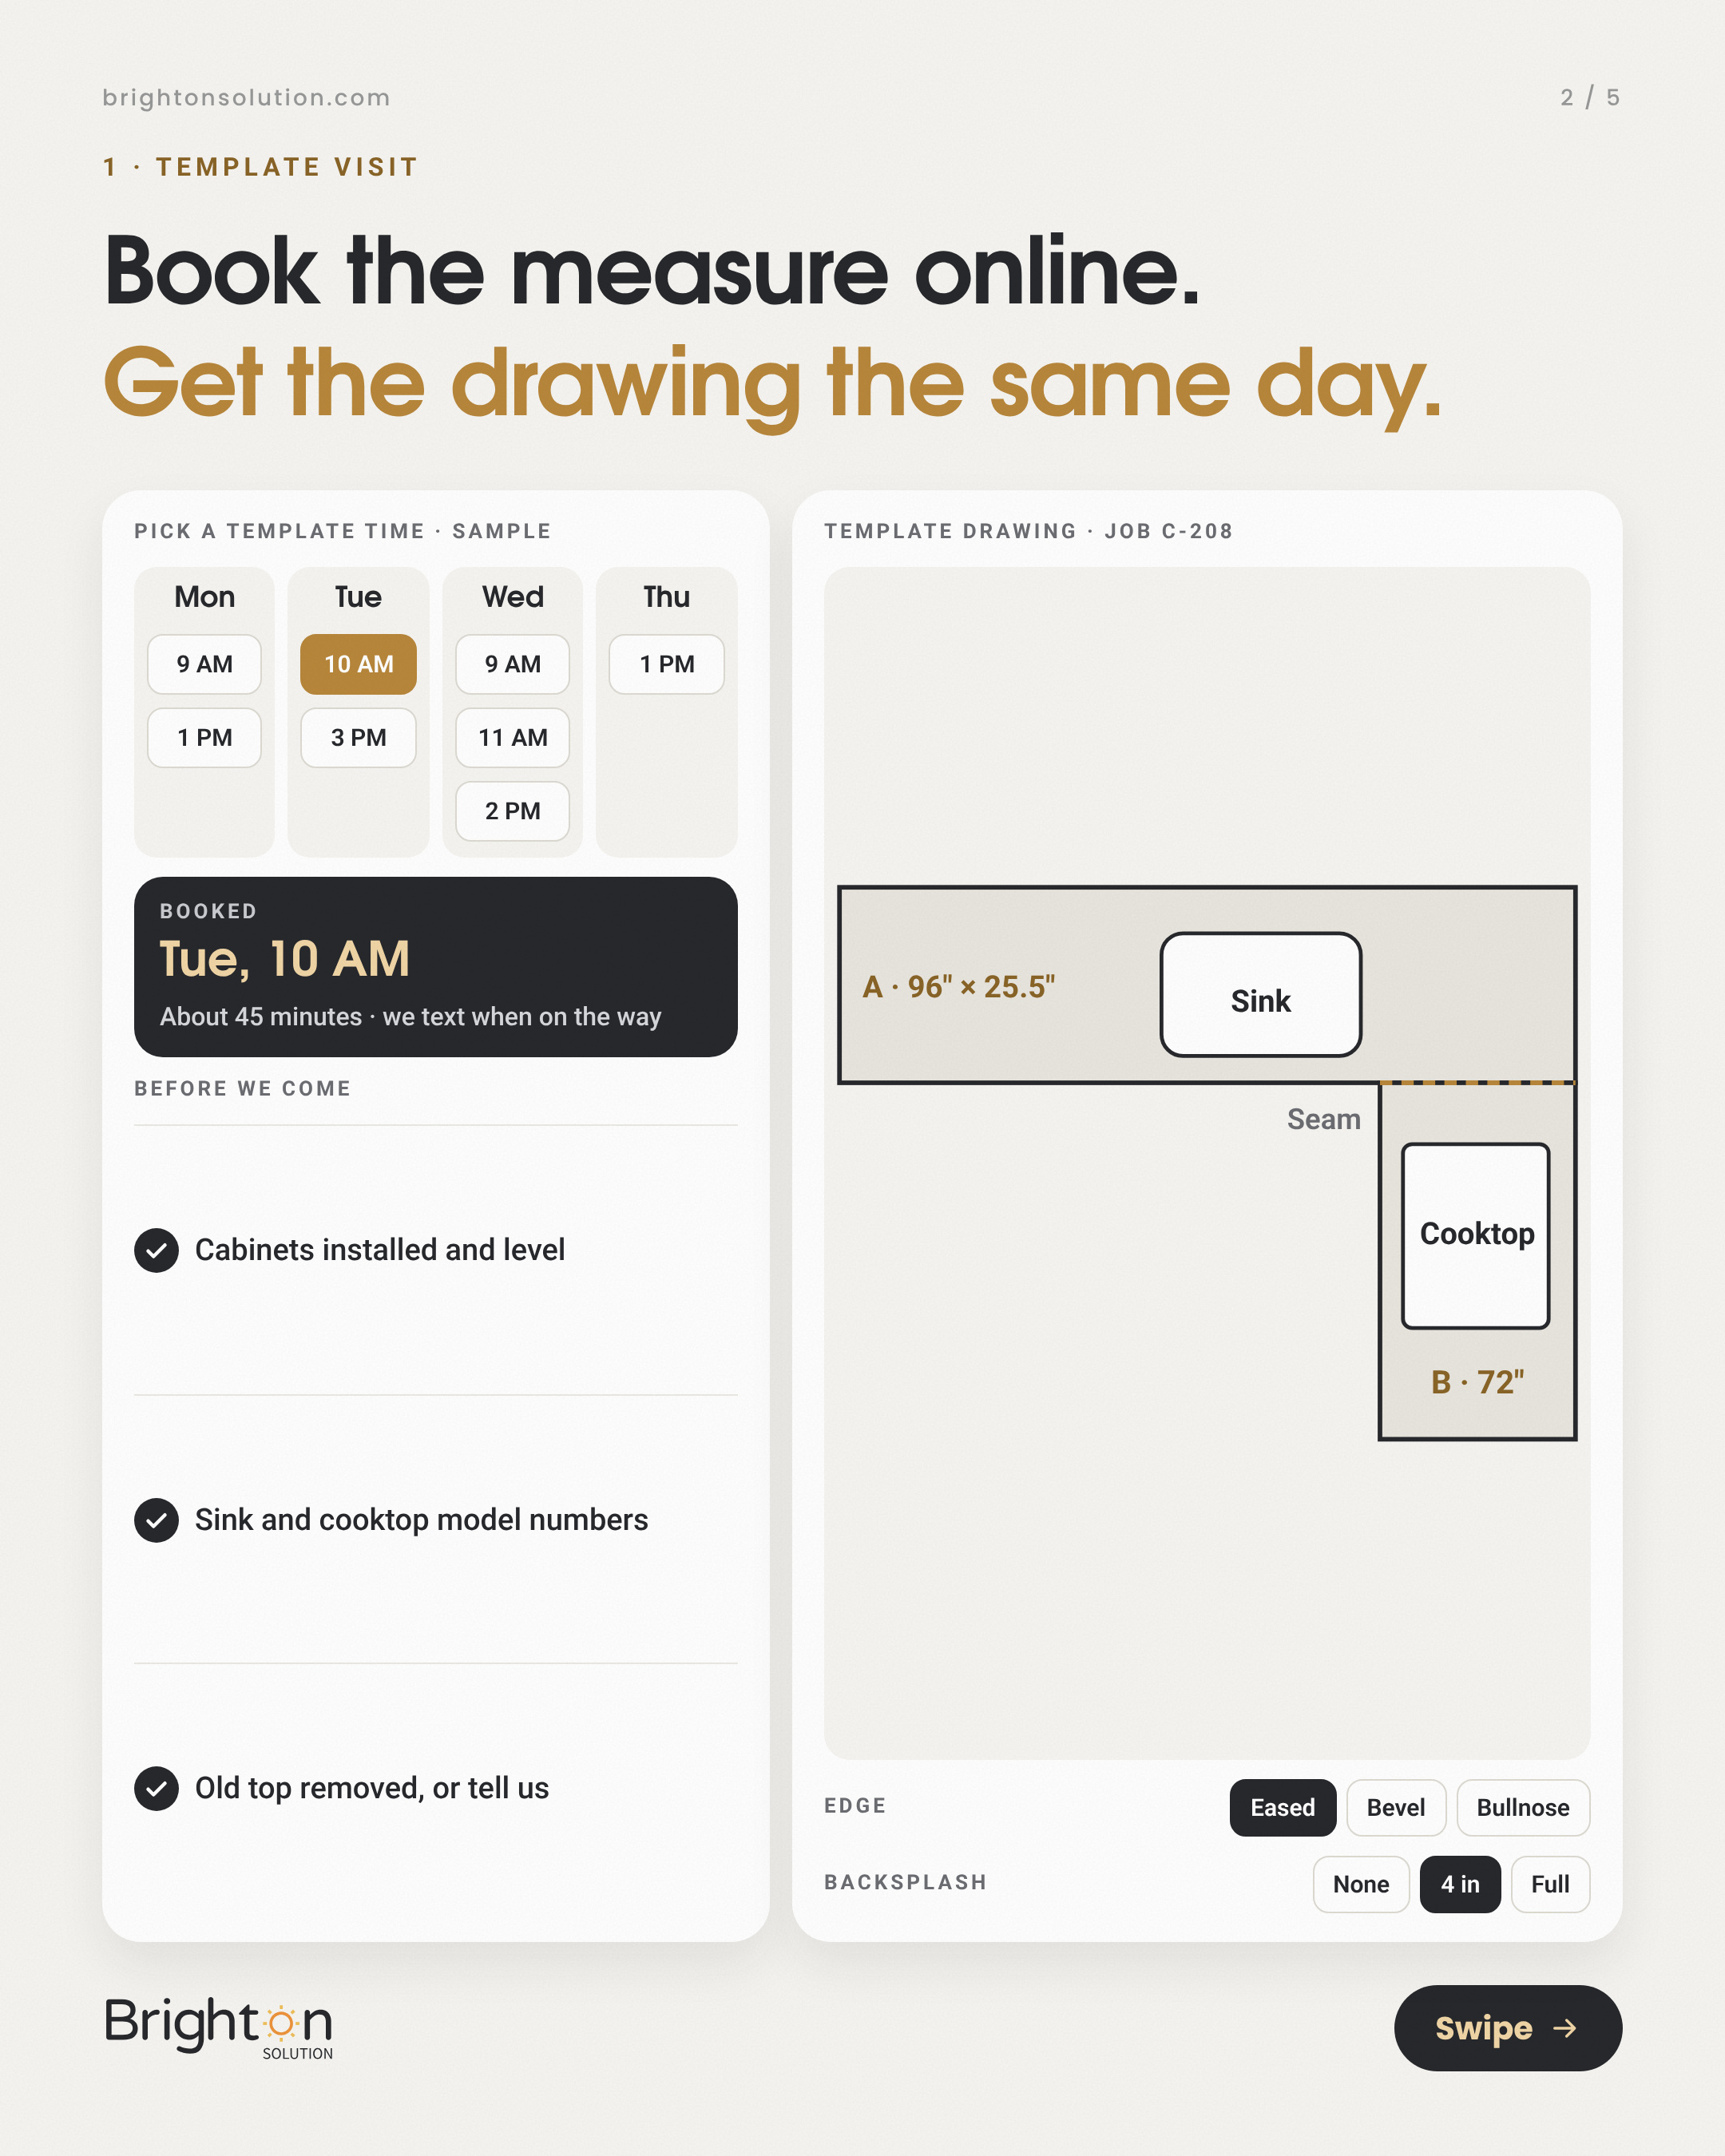 brightonsolution.com
2 / 5
1 · TEMPLATE VISIT
Book the measure online.
Get the drawing the same day.
PICK A TEMPLATE TIME · SAMPLE
Mon
Tue
Wed
Thu
9 AM
10 AM
9 AM
1 PM
1 PM
3 PM
11 AM
2 PM
BOOKED
Tue, 10 AM
About 45 minutes · we text when on the way
BEFORE WE COME
Cabinets installed and level
Sink and cooktop model numbers
Old top removed, or tell us
TEMPLATE DRAWING · JOB C-208
A · 96" × 25.5"
Sink
Seam
Cooktop
B · 72"
EDGE
Eased
Bevel
Bullnose
BACKSPLASH
None
4 in
Full
Brighton
SOLUTION
Swipe →